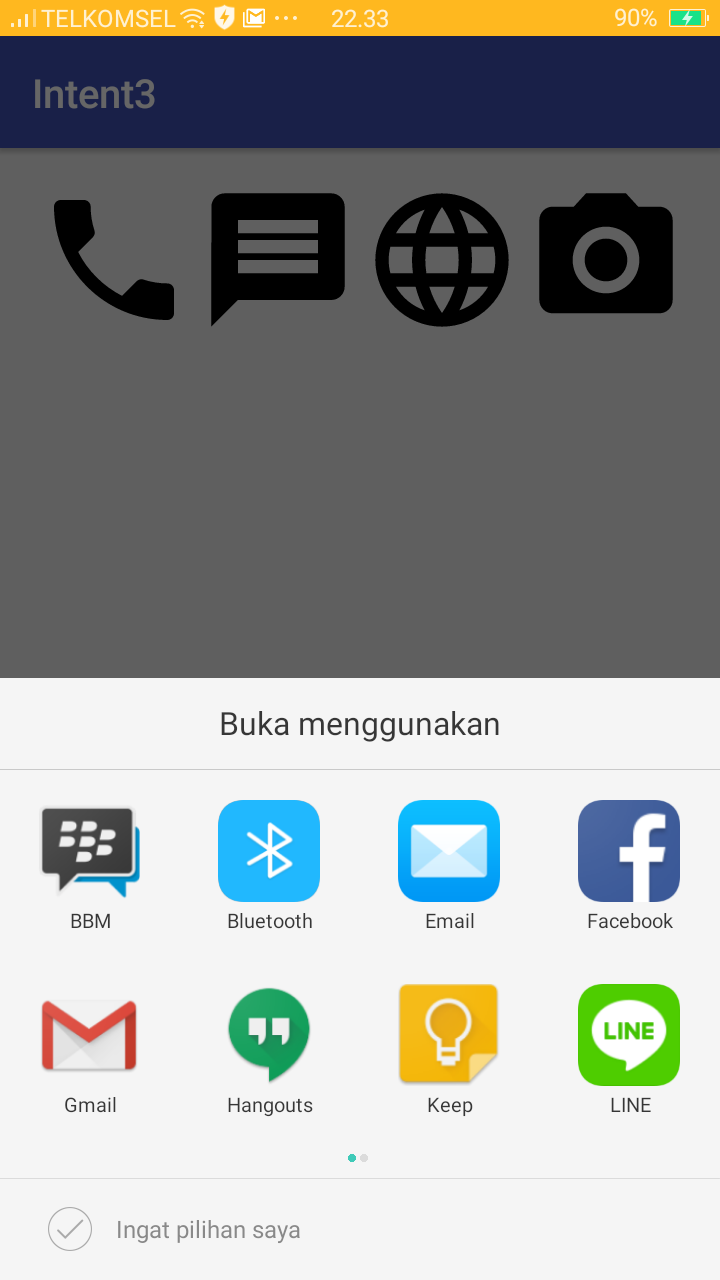 TELKOMSEL 22.33 90%
Intent3
Buka menggunakan
BBM Bluetooth Email Facebook
LINE
Gmail Hangouts Keep LINE
Ingat pilihan saya